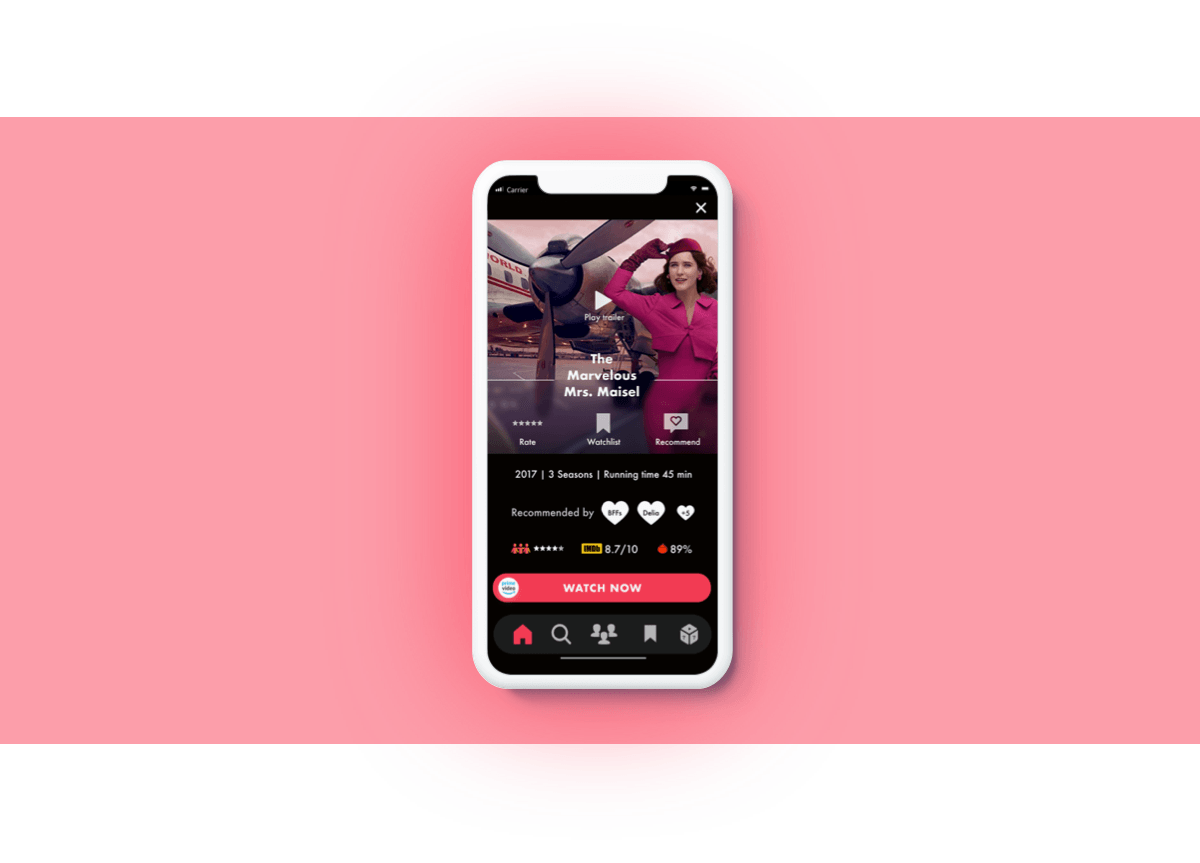 Carrier
WORLD
Play trailer
The
Marvelous
Mrs. Maisel
Rate
Watchlist
Recommend
2017 | 3 Seasons | Running time 45 min
Recommended by BFFs Delia +5
IMDb 8.7/10 89%
prime
video
WATCH NOW